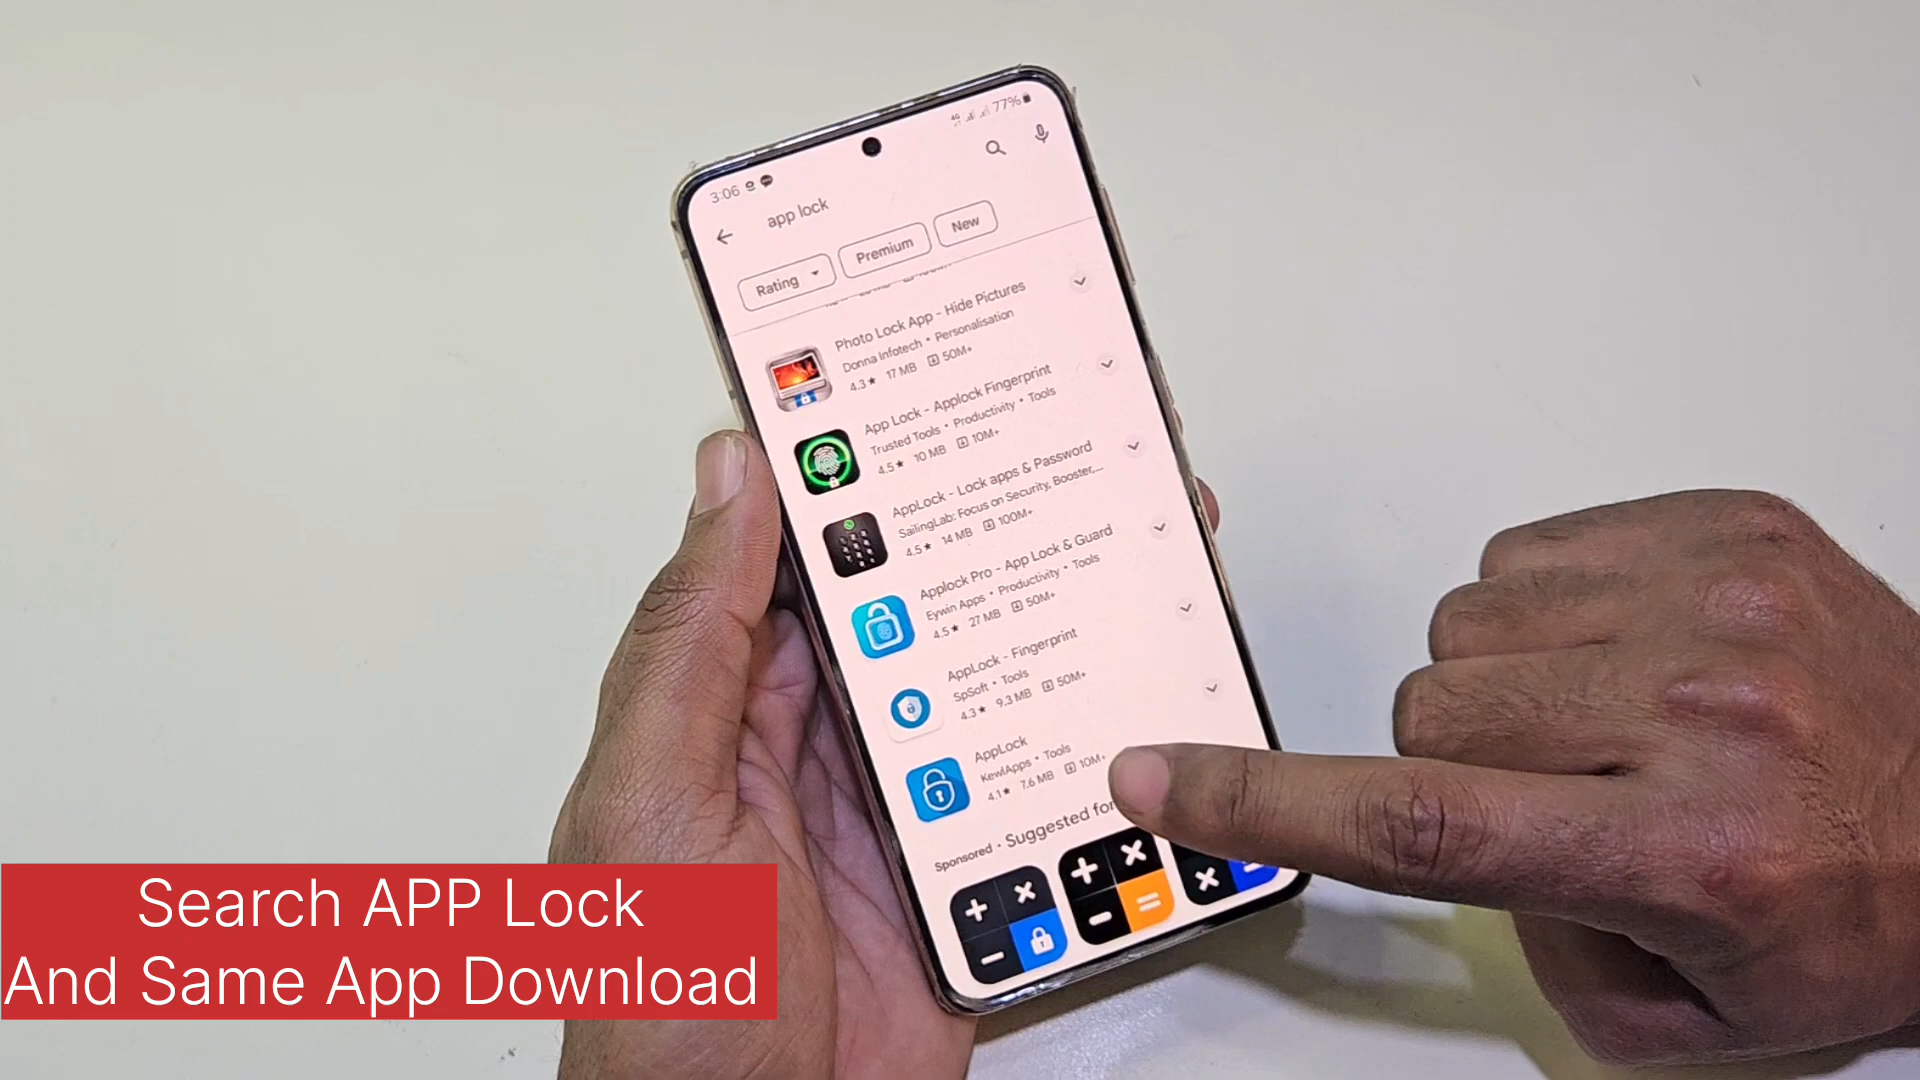 77%
3:06
app lock
Rating
Premium
New
Photo Lock App - Hide Pictures
Donna Infotech • Personalisation
4.3★ 17 MB 50M+
App Lock - Applock Fingerprint
Trusted Tools • Productivity • Tools
4.5★ 10 MB 10M+
AppLock - Lock apps & Password
SailingLab: Focus on Security, Booster,...
4.5★ 14 MB 100M+
Applock Pro - App Lock & Guard
Eywin Apps • Productivity • Tools
4.5★ 27 MB 50M+
AppLock - Fingerprint
SpSoft • Tools
4.3★ 9.3 MB 50M+
AppLock
KewlApps • Tools
4.1★ 7.6 MB 10M+
Sponsored • Suggested for
Search APP Lock
And Same App Download